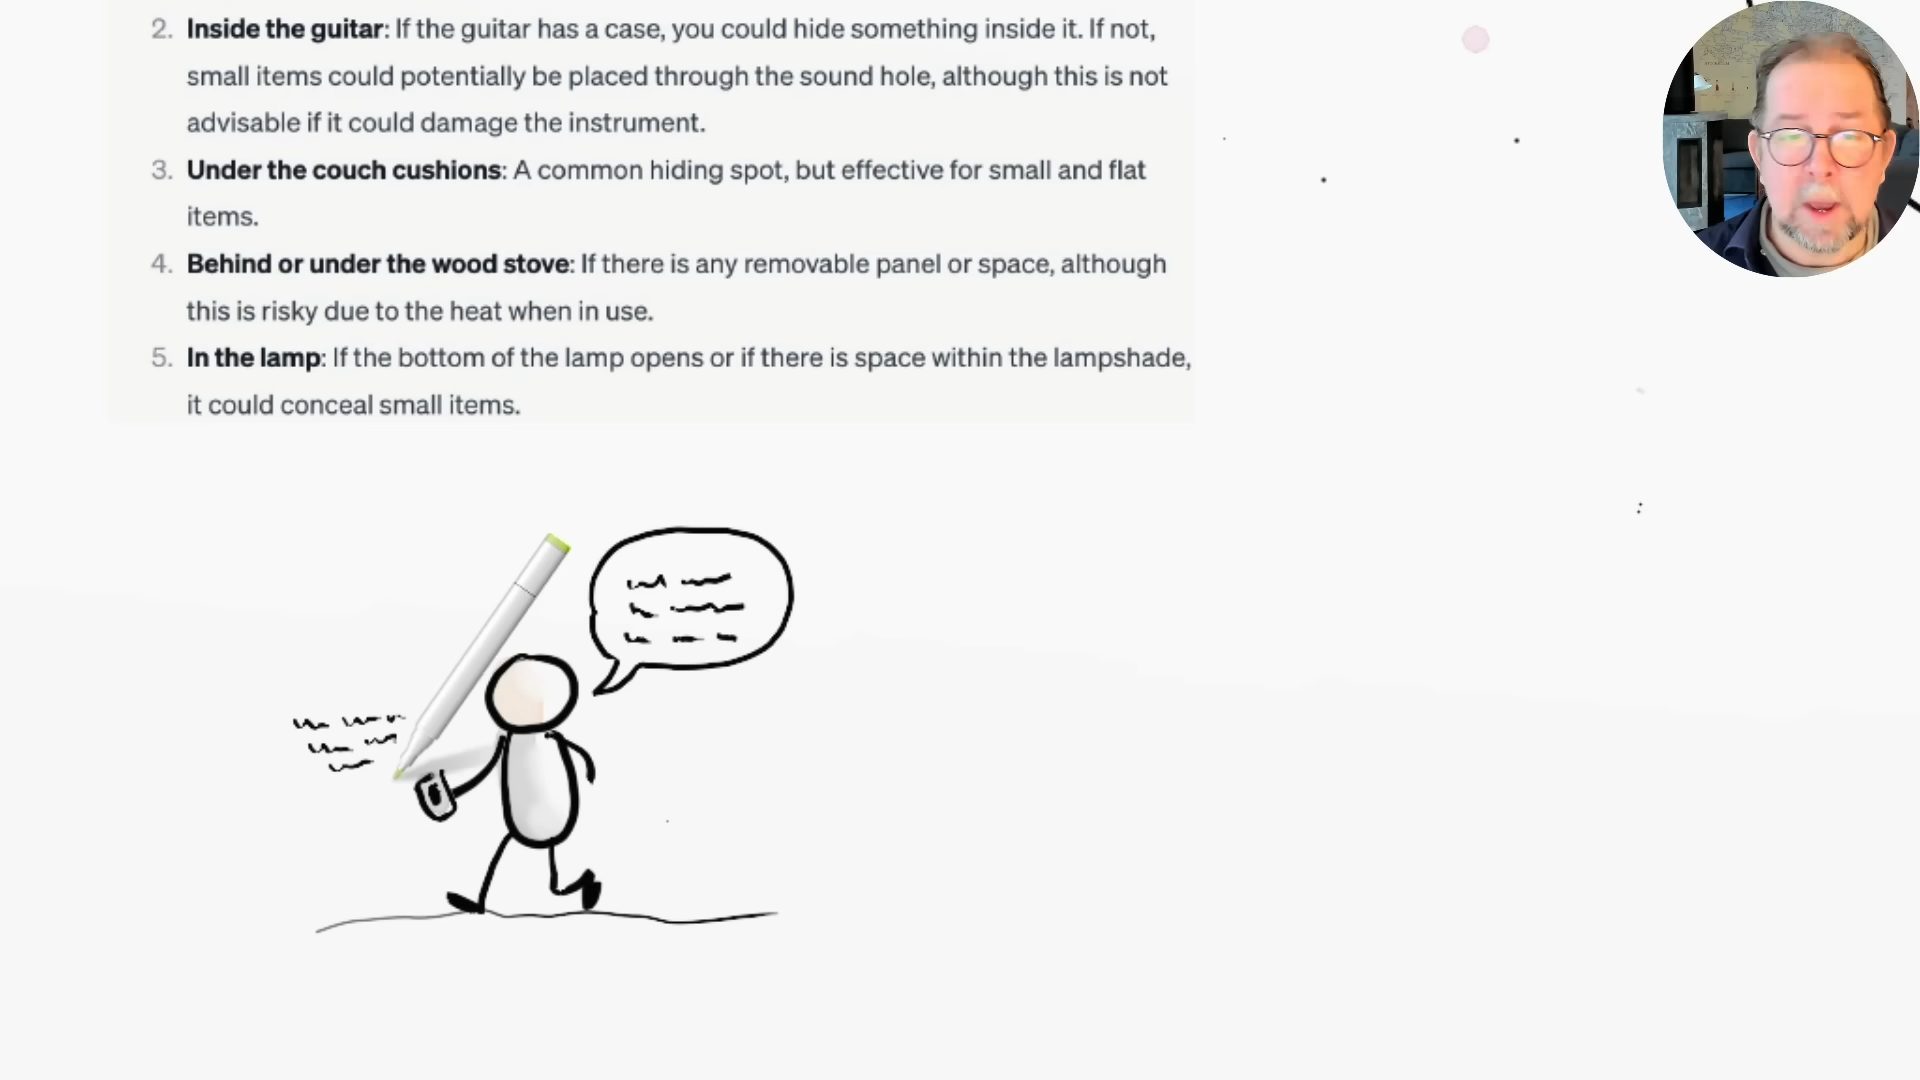 2. Inside the guitar: If the guitar has a case, you could hide something inside it. If not,
small items could potentially be placed through the sound hole, although this is not
advisable if it could damage the instrument.
3. Under the couch cushions: A common hiding spot, but effective for small and flat
items.
4. Behind or under the wood stove: If there is any removable panel or space, although
this is risky due to the heat when in use.
5. In the lamp: If the bottom of the lamp opens or if there is space within the lampshade,
it could conceal small items.